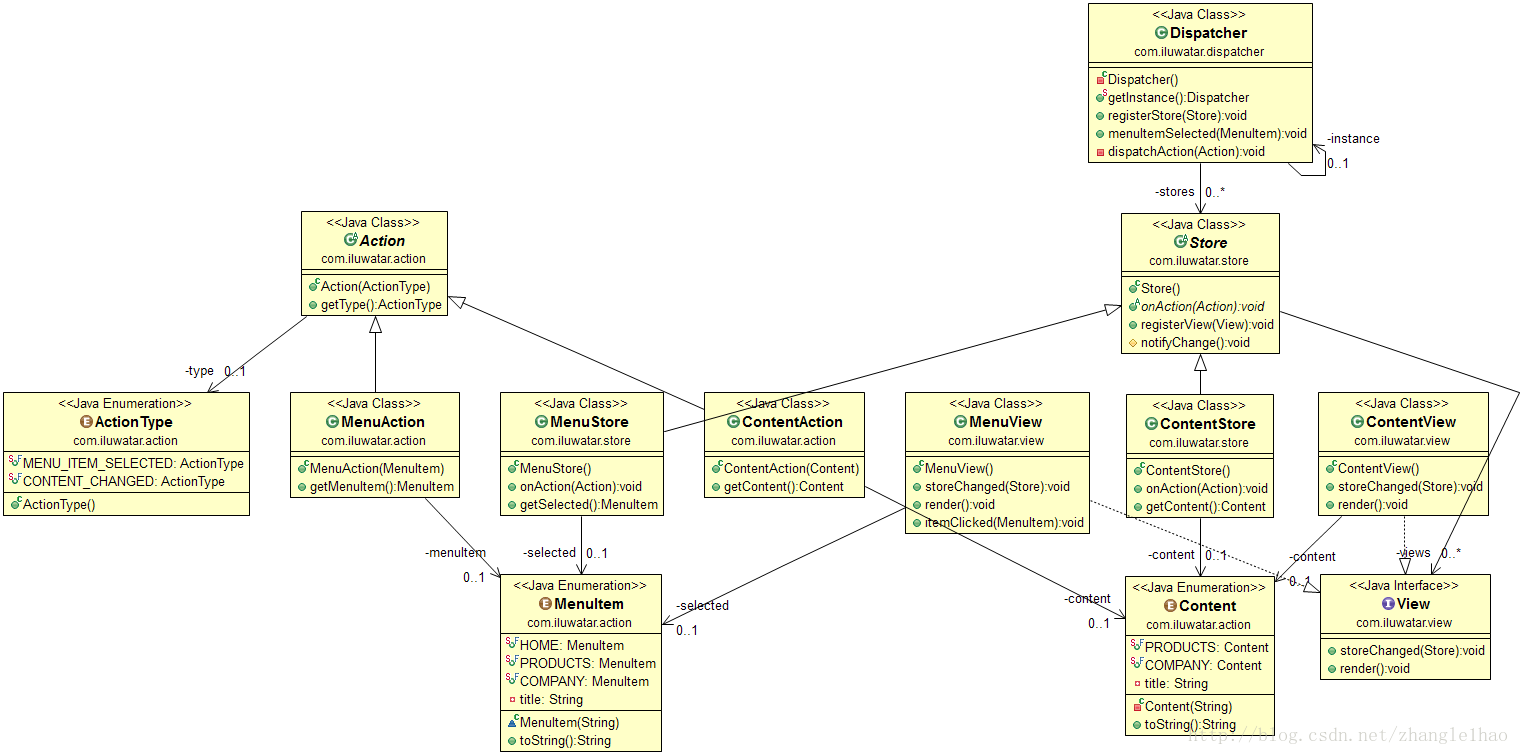 <<Java Class>>
Dispatcher
com.iluwatar.dispatcher
Dispatcher()
getInstance():Dispatcher
registerStore(Store):void
menuItemSelected(MenuItem):void
dispatchAction(Action):void
-instance
0..1
-stores
0..*
<<Java Class>>
Action
com.iluwatar.action
Action(ActionType)
getType():ActionType
<<Java Class>>
Store
com.iluwatar.store
Store()
onAction(Action):void
registerView(View):void
notifyChange():void
-type
0..1
<<Java Enumeration>>
ActionType
com.iluwatar.action
MENU_ITEM_SELECTED: ActionType
CONTENT_CHANGED: ActionType
ActionType()
<<Java Class>>
MenuAction
com.iluwatar.action
MenuAction(MenuItem)
getMenuItem():MenuItem
<<Java Class>>
MenuStore
com.iluwatar.store
MenuStore()
onAction(Action):void
getSelected():MenuItem
<<Java Class>>
ContentAction
com.iluwatar.action
ContentAction(Content)
getContent():Content
<<Java Class>>
MenuView
com.iluwatar.view
MenuView()
storeChanged(Store):void
render():void
itemClicked(MenuItem):void
<<Java Class>>
ContentStore
com.iluwatar.store
ContentStore()
onAction(Action):void
getContent():Content
<<Java Class>>
ContentView
com.iluwatar.view
ContentView()
storeChanged(Store):void
render():void
-menuItem
0..1
-selected
0..1
-selected
0..1
-content
0..1
-content
0..1
-content
0..1
-views
0..*
<<Java Enumeration>>
MenuItem
com.iluwatar.action
HOME: MenuItem
PRODUCTS: MenuItem
COMPANY: MenuItem
title: String
MenuItem(String)
toString():String
<<Java Enumeration>>
Content
com.iluwatar.action
PRODUCTS: Content
COMPANY: Content
title: String
Content(String)
toString():String
<<Java Interface>>
View
com.iluwatar.view
storeChanged(Store):void
render():void
http://blog.csdn.net/zhanglei1hao